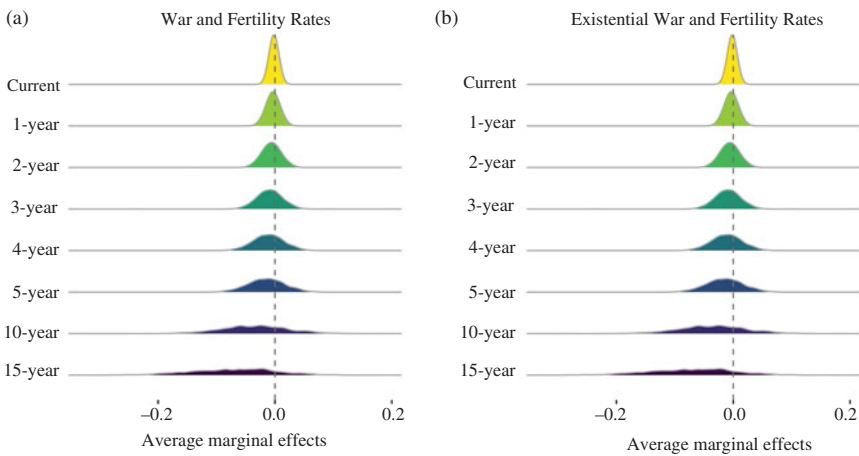 (a)
War and Fertility Rates
Current
1-year
2-year
3-year
4-year
5-year
10-year
15-year
–0.2
0.0
0.2
Average marginal effects
(b)
Existential War and Fertility Rates
Current
1-year
2-year
3-year
4-year
5-year
10-year
15-year
–0.2
0.0
0.2
Average marginal effects